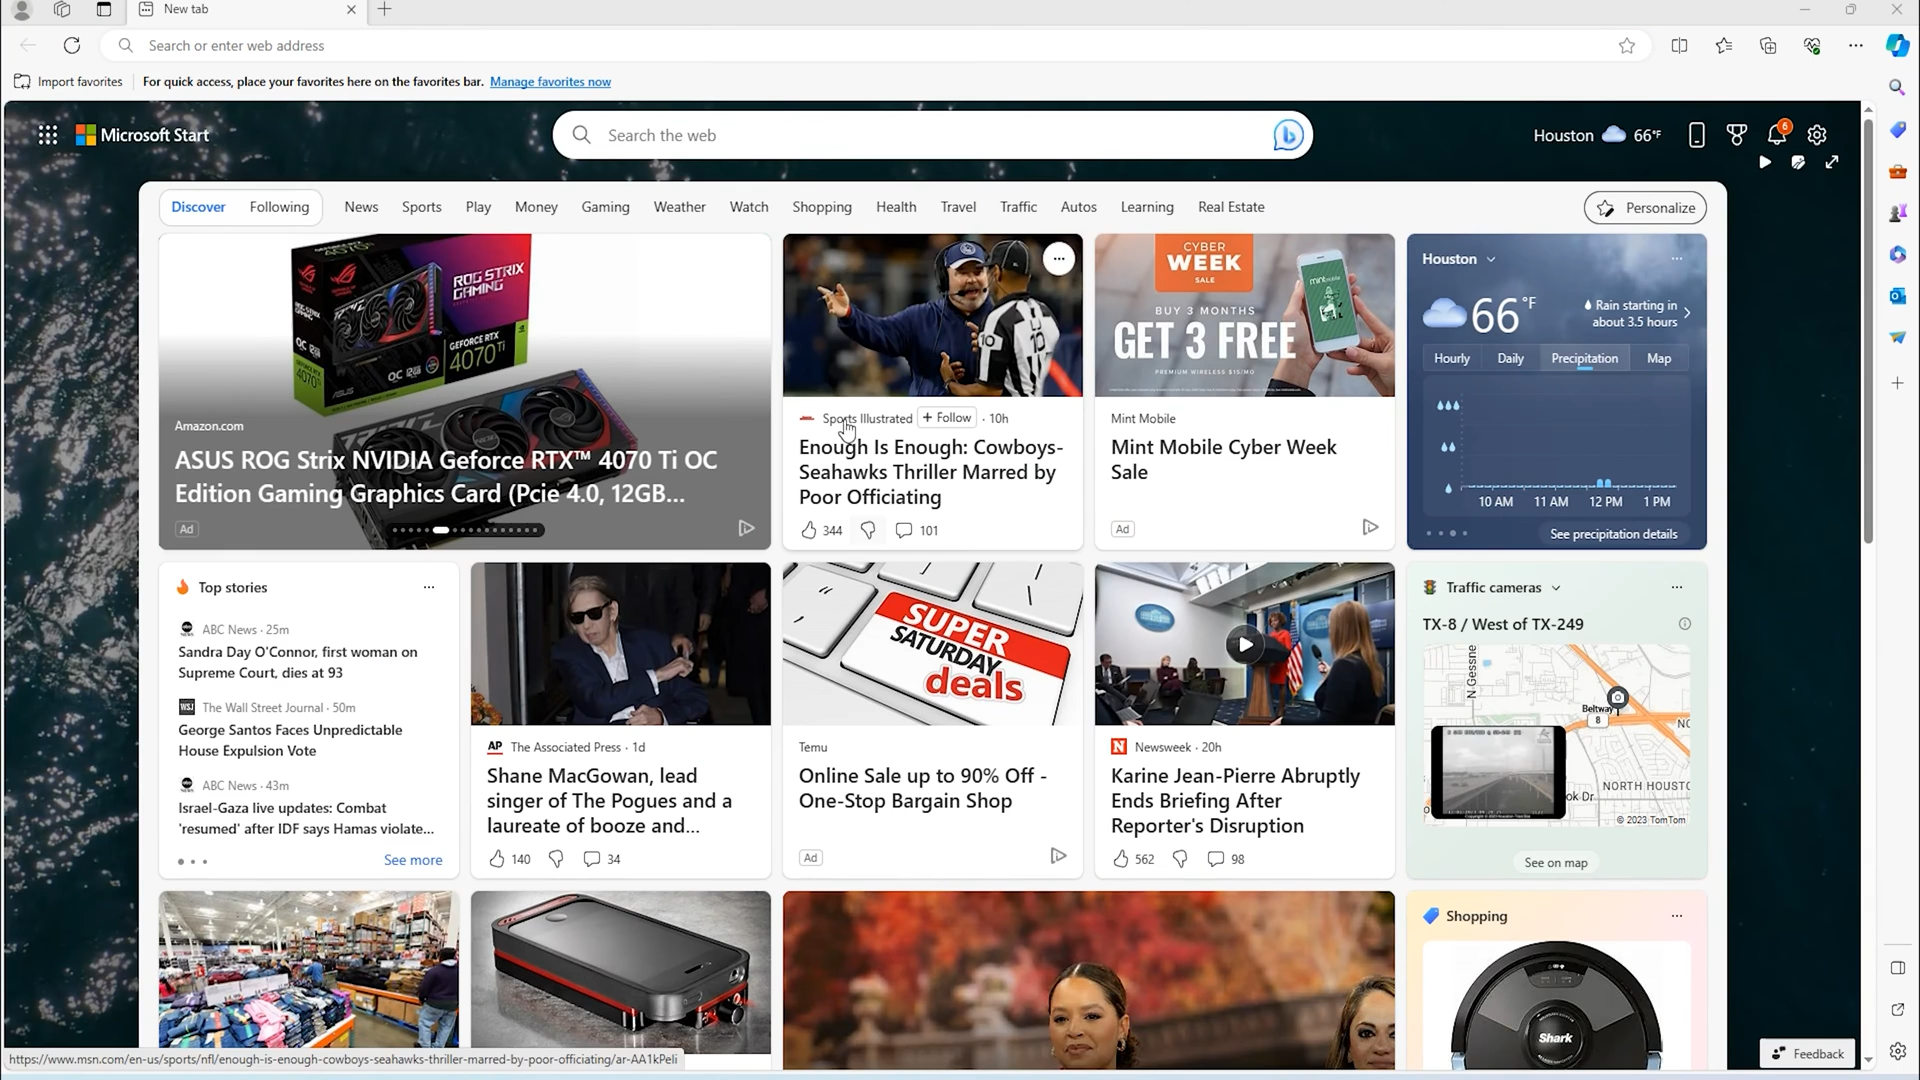 New tab
Search or enter web address
Import favorites
For quick access, place your favorites here on the favorites bar. Manage favorites now
Microsoft Start
Search the web
Houston 66°F
6
Discover Following News Sports Play Money Gaming Weather Watch Shopping Health Travel Traffic Autos Learning Real Estate
Personalize
ROG STRIX
GAMING
GEFORCE RTX
4070 Ti
OC 12GB
Amazon.com
ASUS ROG Strix NVIDIA Geforce RTX™ 4070 Ti OC
Edition Gaming Graphics Card (Pcie 4.0, 12GB...
Ad
10
Sports Illustrated + Follow · 10h
Enough Is Enough: Cowboys-
Seahawks Thriller Marred by
Poor Officiating
344 101
CYBER
WEEK
SALE
BUY 3 MONTHS
GET 3 FREE
PREMIUM WIRELESS $15/MO
Mint Mobile
Mint Mobile Cyber Week
Sale
Ad
Houston
66°F
Rain starting in
about 3.5 hours
Hourly Daily Precipitation Map
10 AM 11 AM 12 PM 1 PM
See precipitation details
Top stories
ABC News · 25m
Sandra Day O'Connor, first woman on
Supreme Court, dies at 93
WSJ The Wall Street Journal · 50m
George Santos Faces Unpredictable
House Expulsion Vote
ABC News · 43m
Israel-Gaza live updates: Combat
'resumed' after IDF says Hamas violate...
See more
AP The Associated Press · 1d
Shane MacGowan, lead
singer of The Pogues and a
laureate of booze and...
140 34
SUPER
SATURDAY
deals
Temu
Online Sale up to 90% Off -
One-Stop Bargain Shop
Ad
N Newsweek · 20h
Karine Jean-Pierre Abruptly
Ends Briefing After
Reporter's Disruption
562 98
Traffic cameras
TX-8 / West of TX-249
N Gessne
Beltway
8
NORTH HOUSTO
ok Dr
© 2023 TomTom
See on map
Shopping
Shark
Feedback
https://www.msn.com/en-us/sports/nfl/enough-is-enough-cowboys-seahawks-thriller-marred-by-poor-officiating/ar-AA1kPeli